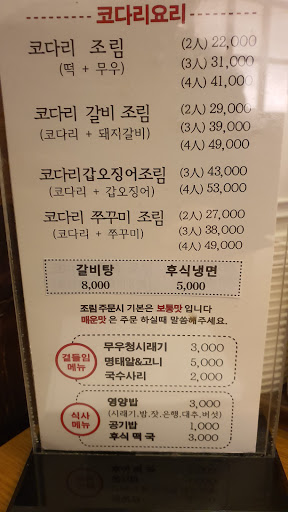 코다리요리
코다리 조림 (2人) 22,000
(떡 + 무우) (3人) 31,000
(4人) 41,000
코다리 갈비 조림 (2人) 29,000
(코다리 + 돼지갈비) (3人) 39,000
(4人) 49,000
코다리갑오징어조림 (3人) 43,000
(코다리 + 갑오징어) (4人) 53,000
코다리 쭈꾸미 조림 (2人) 27,000
(코다리 + 쭈꾸미) (3人) 38,000
(4人) 49,000
갈비탕 후식냉면
8,000 5,000
조림 주문시 기본은 보통맛 입니다
매운맛 은 주문 하실때 말씀해주세요.
곁들임 메뉴
무우청시래기 3,000
명태알&고니 5,000
국수사리 2,000
식사 메뉴
영양밥 3,000
(시래기,밤,잣,은행,대추,버섯)
공기밥 1,000
후식 떡 국 3,000